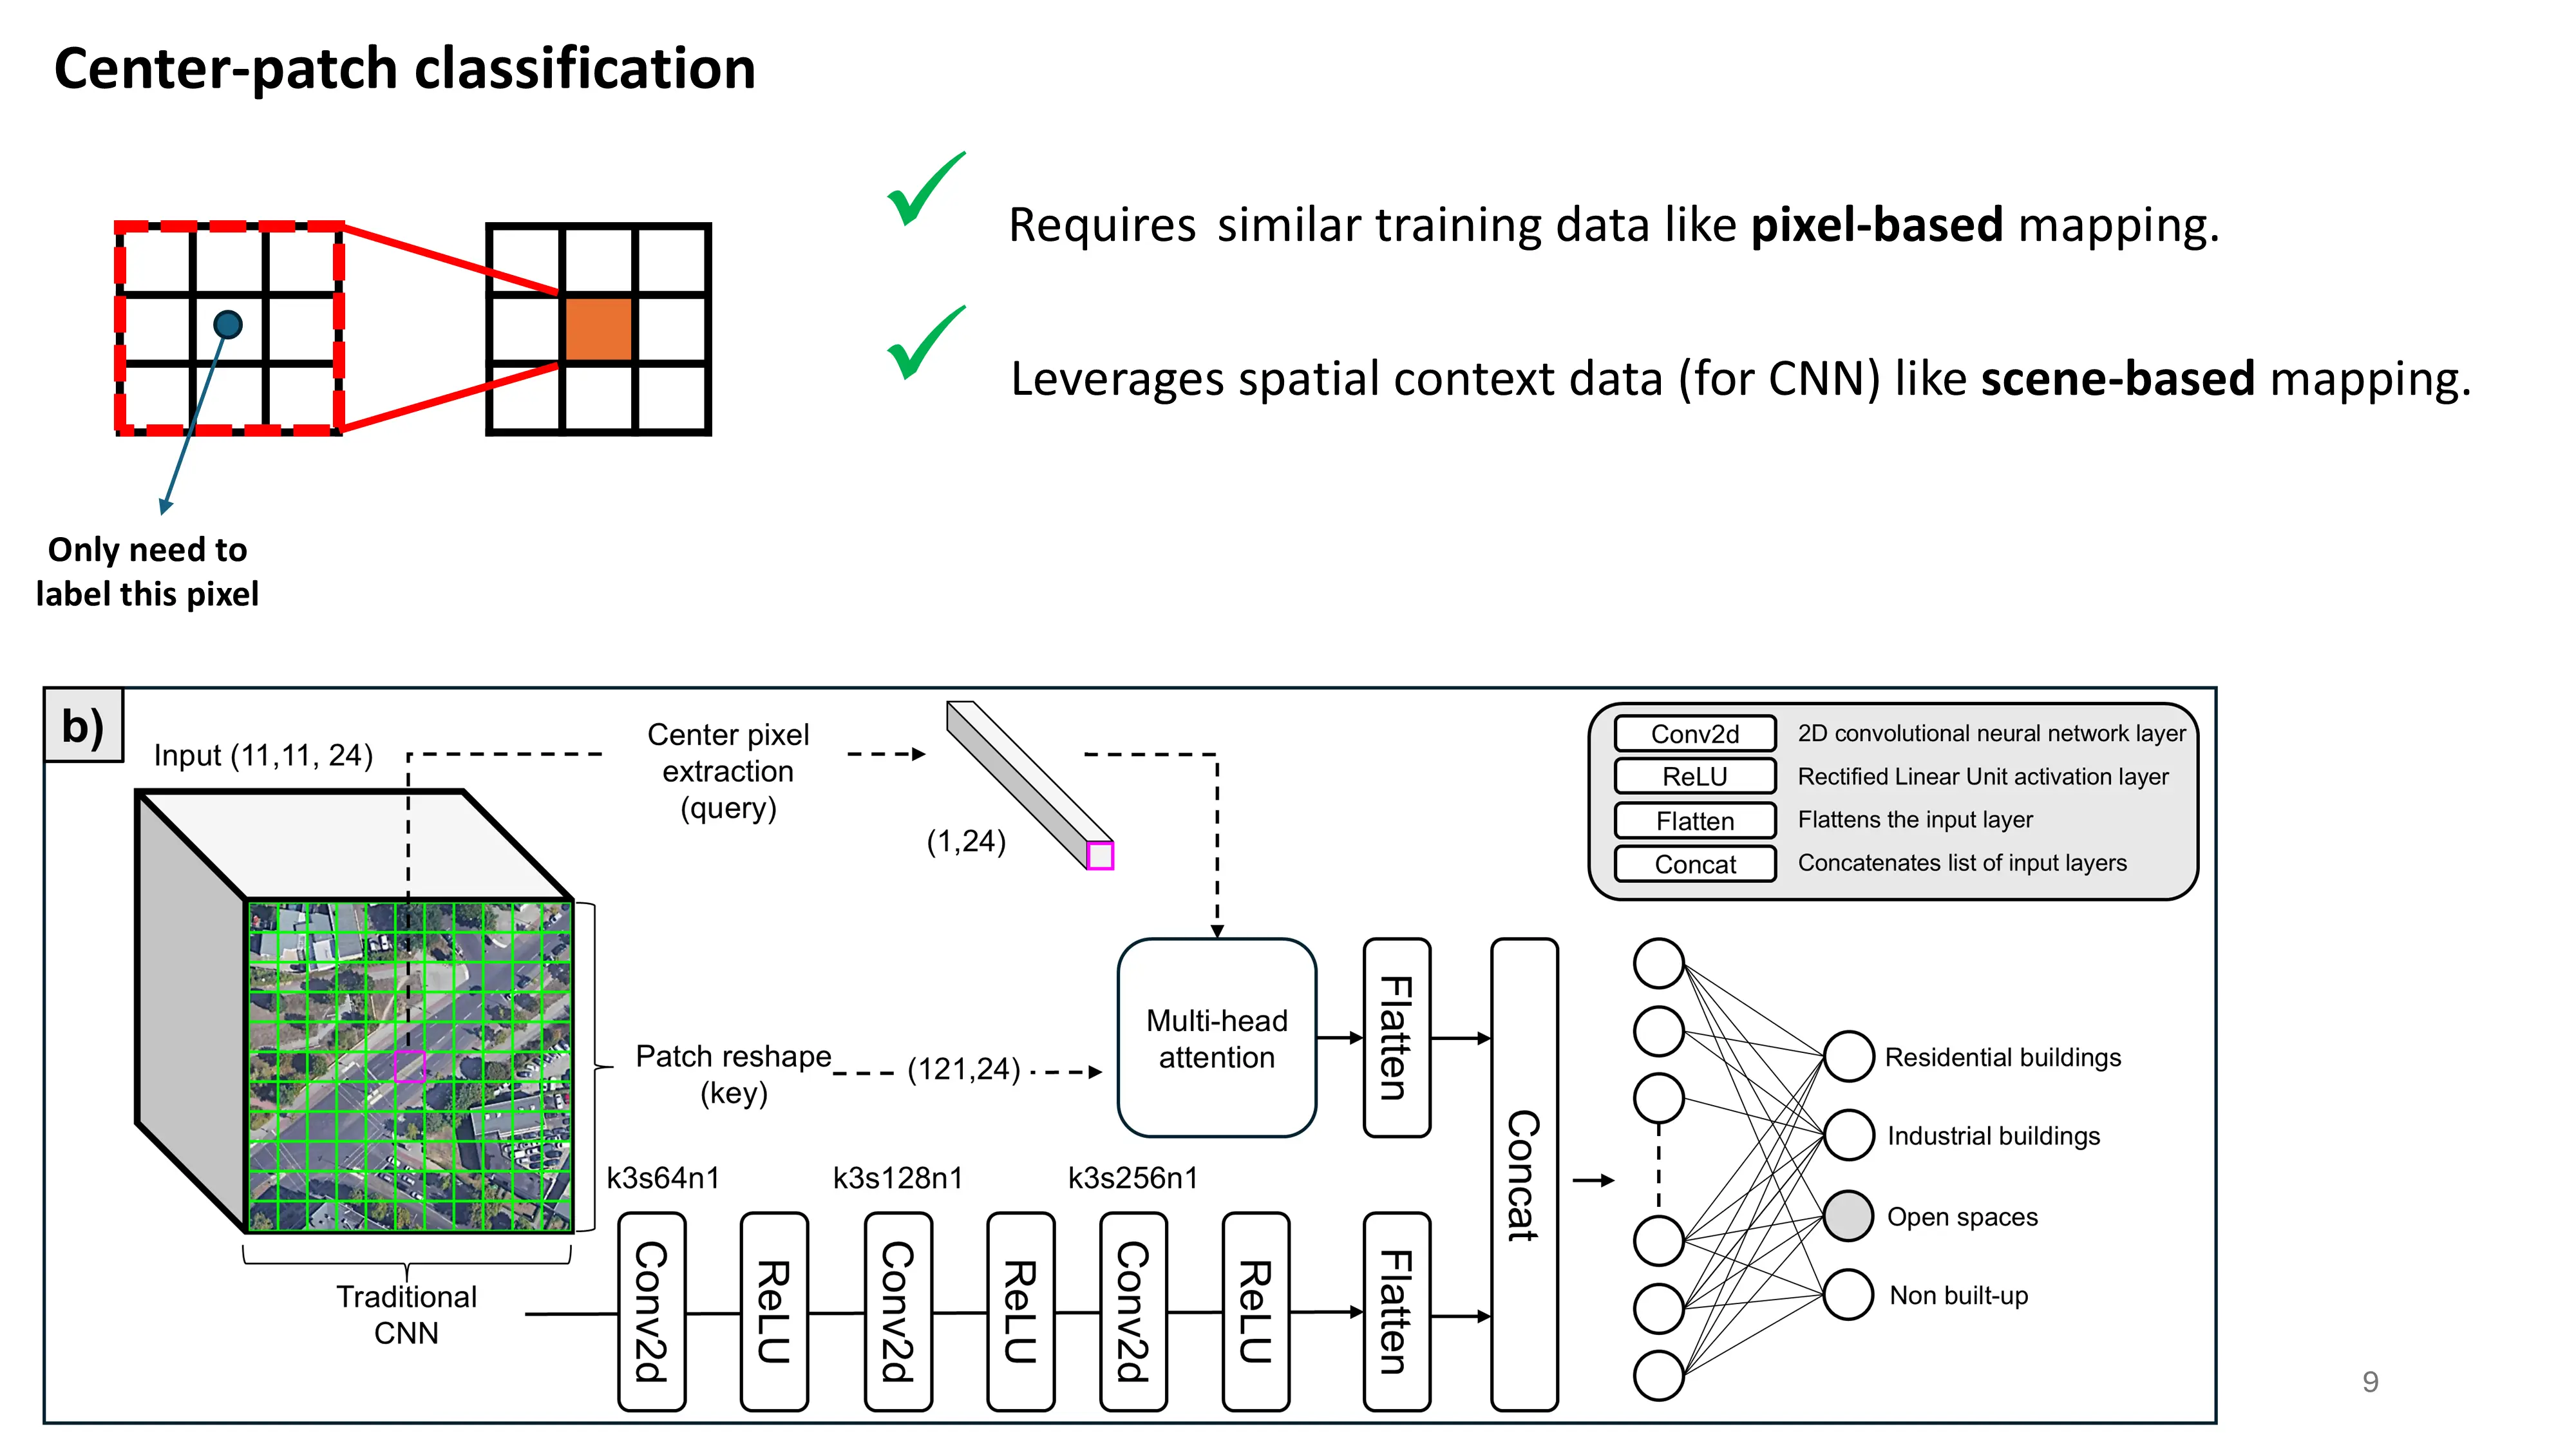 Center-patch classification
Requires similar training data like pixel-based mapping.
Leverages spatial context data (for CNN) like scene-based mapping.
Only need to
label this pixel
b)
Input (11,11, 24)
Center pixel
extraction
(query)
(1,24)
Conv2d 2D convolutional neural network layer
ReLU Rectified Linear Unit activation layer
Flatten Flattens the input layer
Concat Concatenates list of input layers
Patch reshape
(key)
(121,24)
Multi-head
attention
Flatten
Concat
k3s64n1
k3s128n1
k3s256n1
Traditional
CNN
Conv2d
ReLU
Conv2d
ReLU
Conv2d
ReLU
Flatten
Residential buildings
Industrial buildings
Open spaces
Non built-up
9